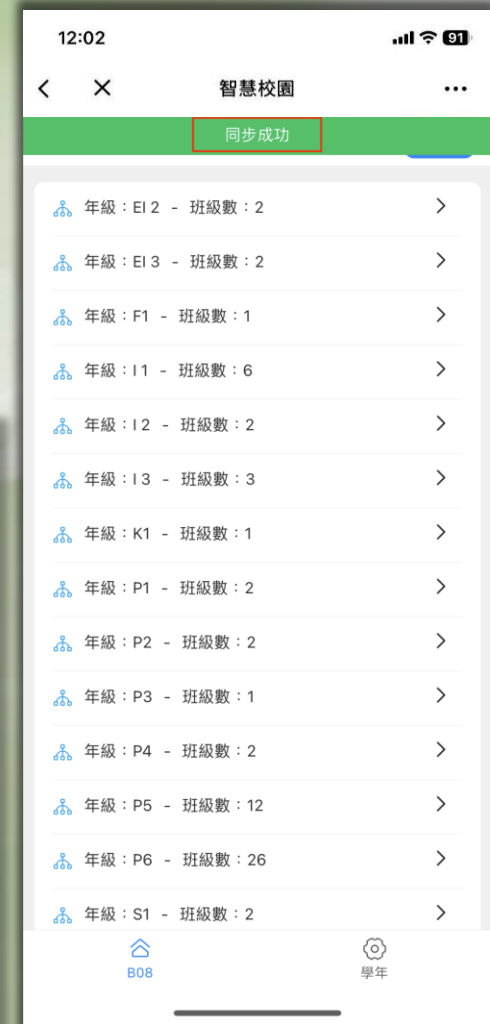 12:02
91
智慧校園
同步成功
年級：EI 2 - 班級數：2
年級：EI 3 - 班級數：2
年級：F1 - 班級數：1
年級：I 1 - 班級數：6
年級：I 2 - 班級數：2
年級：I 3 - 班級數：3
年級：K1 - 班級數：1
年級：P1 - 班級數：2
年級：P2 - 班級數：2
年級：P3 - 班級數：1
年級：P4 - 班級數：2
年級：P5 - 班級數：12
年級：P6 - 班級數：26
年級：S1 - 班級數：2
B08
學年